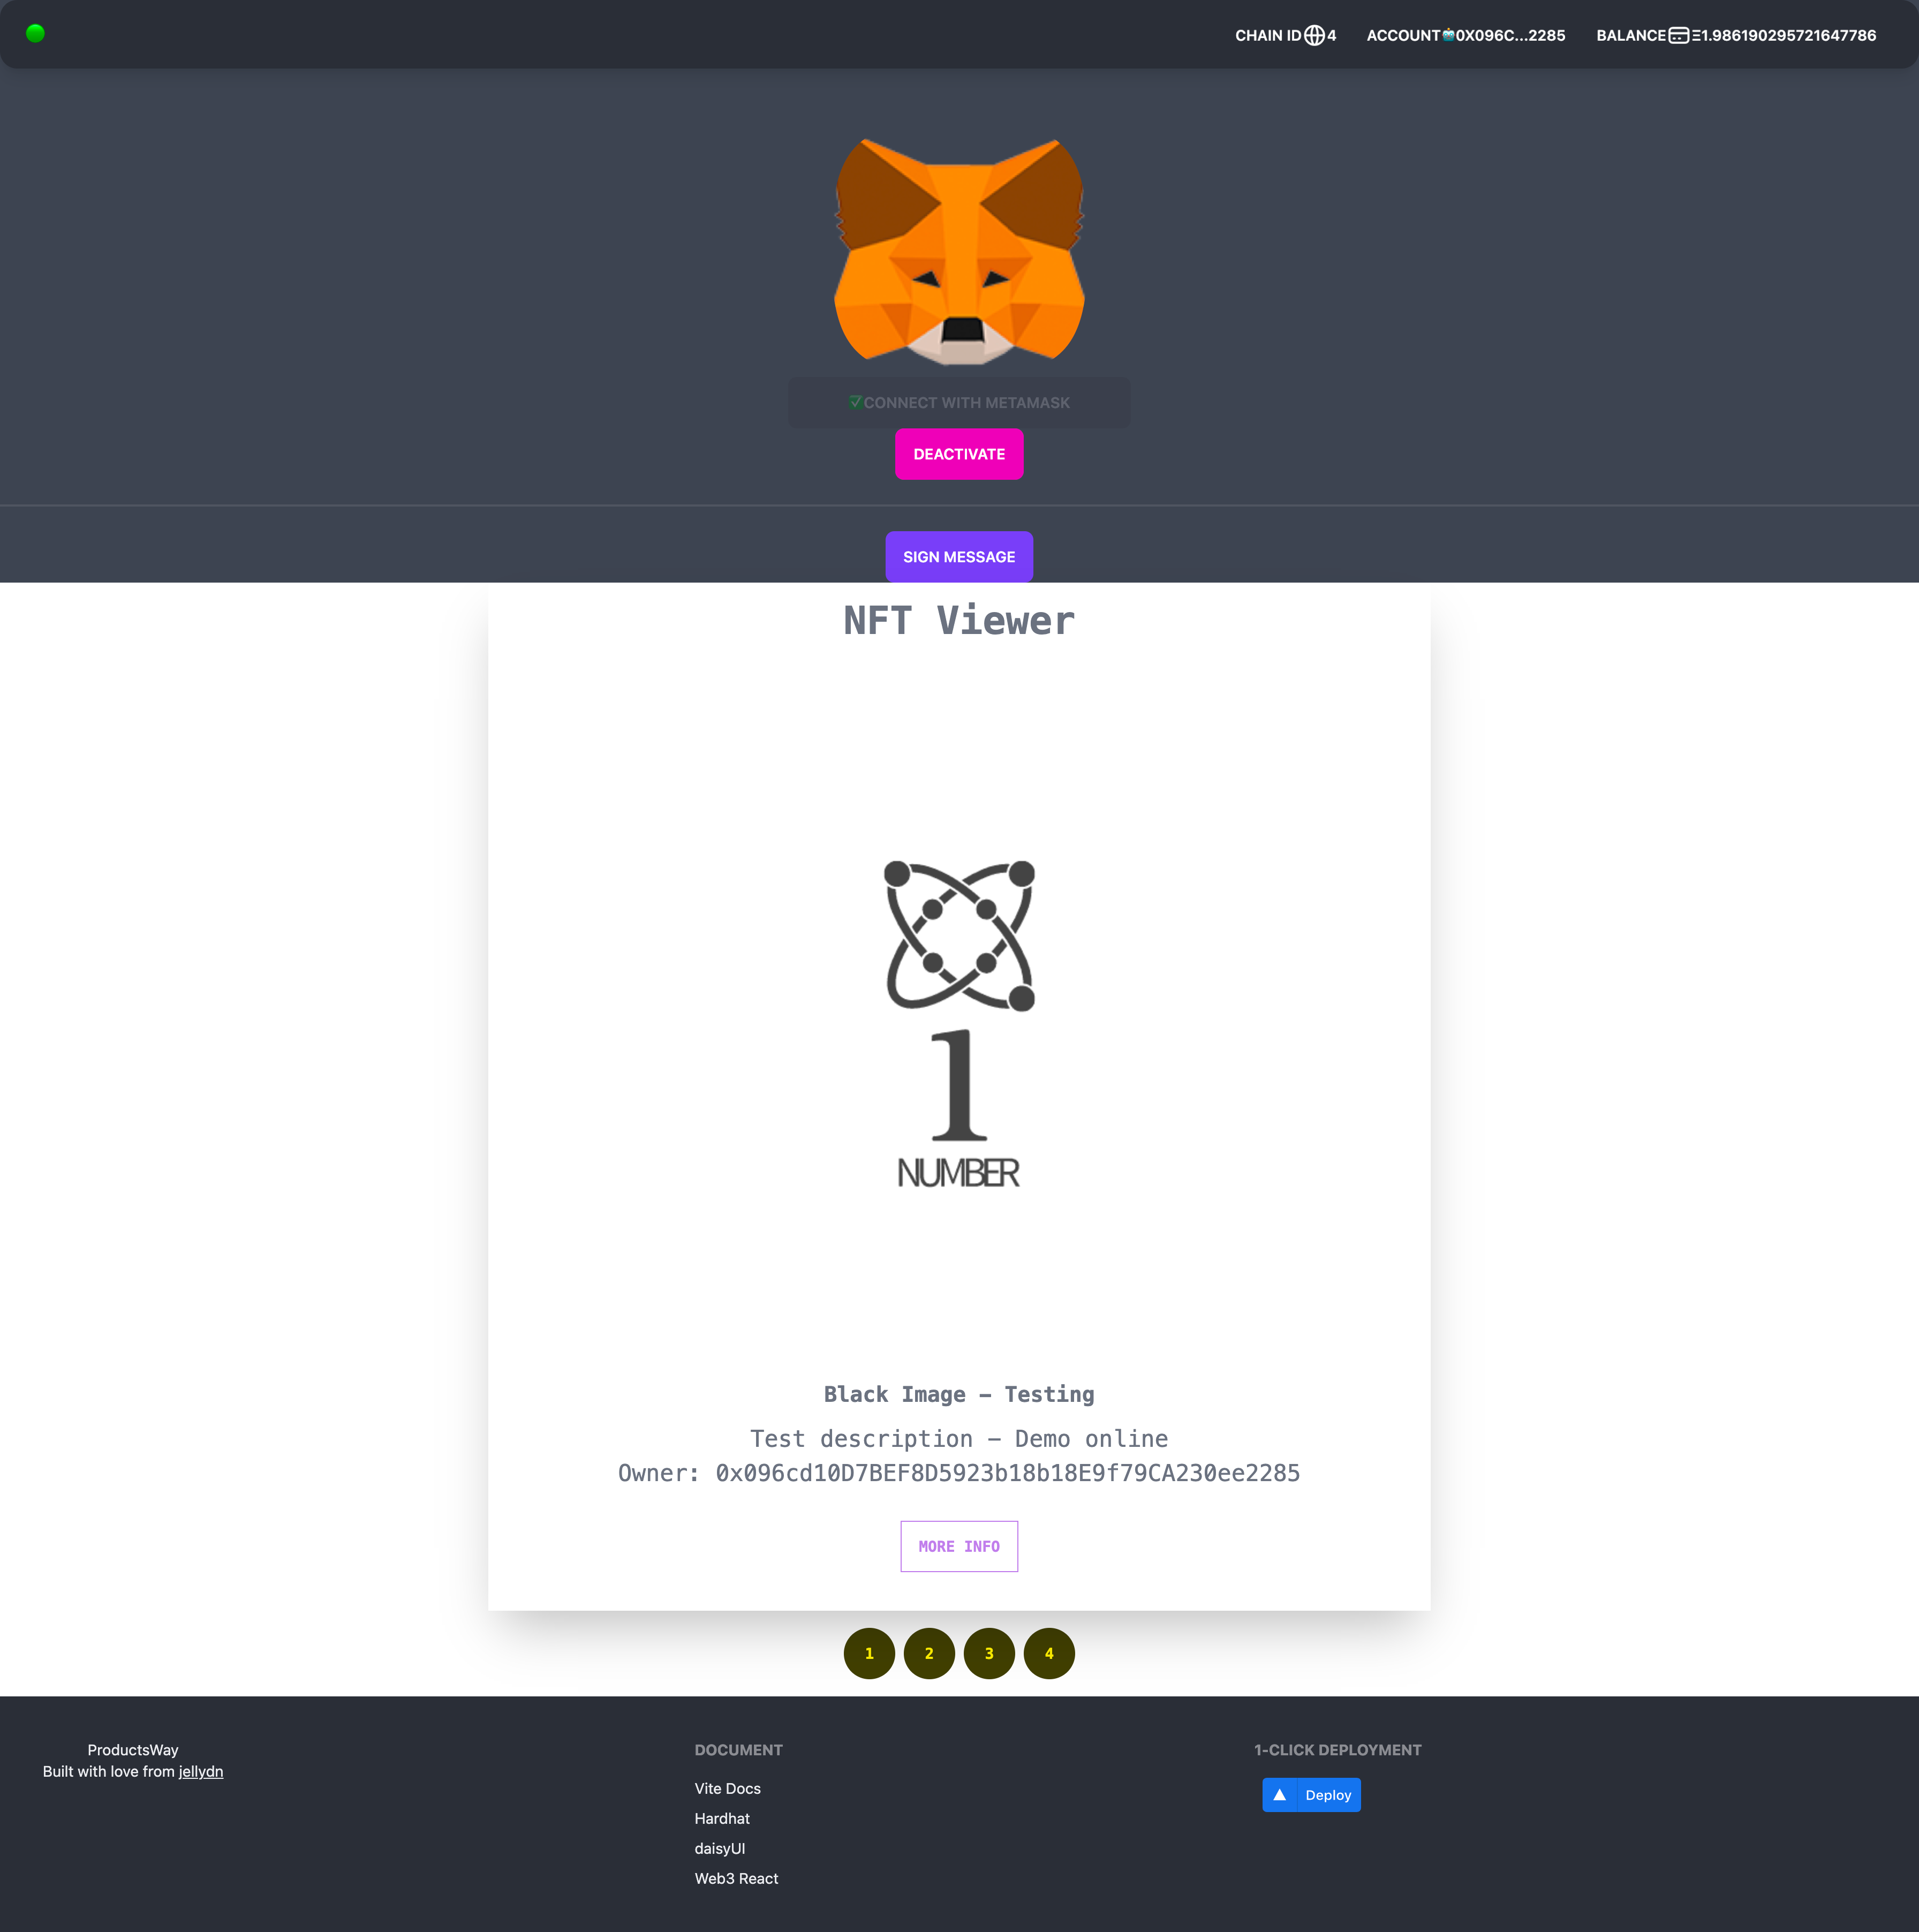 CHAIN ID 4 ACCOUNT 0X096C...2285 BALANCE Ξ1.986190295721647786
CONNECT WITH METAMASK
DEACTIVATE
SIGN MESSAGE
NFT Viewer
1
NUMBER
Black Image - Testing
Test description - Demo online
Owner: 0x096cd10D7BEF8D5923b18b18E9f79CA230ee2285
MORE INFO
1 2 3 4
ProductsWay
Built with love from jellydn
DOCUMENT
Vite Docs
Hardhat
daisyUI
Web3 React
1-CLICK DEPLOYMENT
Deploy